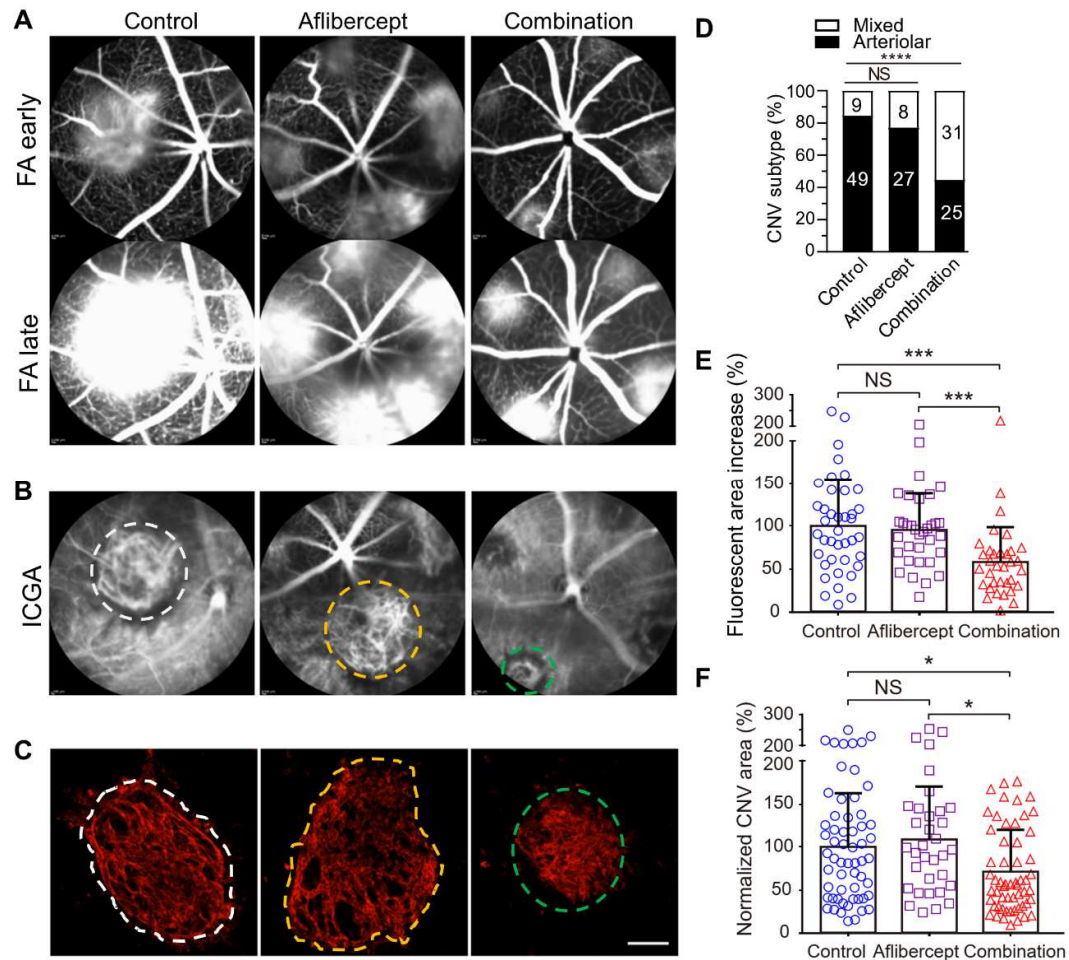 A
Control Aflibercept Combination
FA early
FA late
B
ICGA
C
D
Mixed
Arteriolar
****
NS
CNV subtype (%)
100
80
60
40
20
0
9 8 31
49 27 25
Control Aflibercept Combination
E
Fluorescent area increase (%)
***
NS
***
300
200
200
150
100
50
0
Control Aflibercept Combination
F
Normalized CNV area (%)
*
NS
*
300
200
200
150
100
50
0
Control Aflibercept Combination